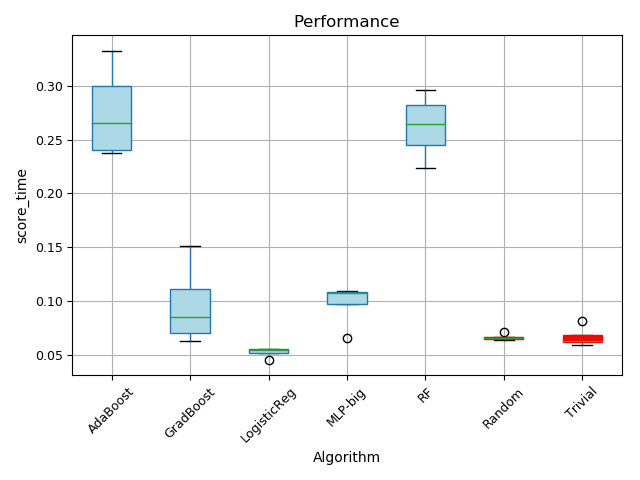 Performance
score_time
0.30
0.25
0.20
0.15
0.10
0.05
AdaBoost
GradBoost
LogisticReg
MLP-big
RF
Random
Trivial
Algorithm